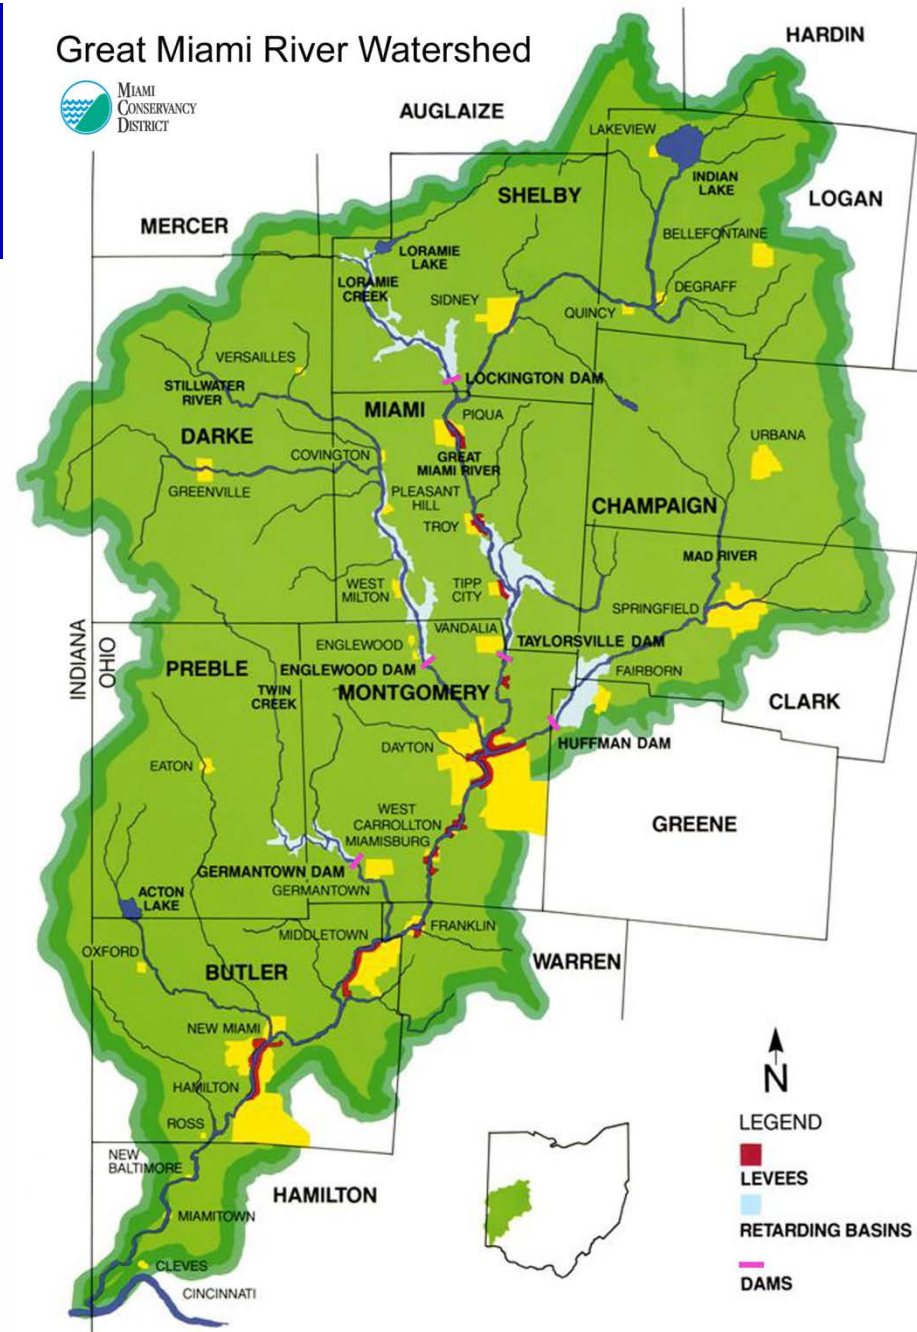 Great Miami River Watershed
MIAMI
CONSERVANCY
DISTRICT
HARDIN
AUGLAIZE
LAKEVIEW
INDIAN
LAKE
LOGAN
SHELBY
MERCER
BELLEFONTAINE
LORAMIE
LAKE
LORAMIE
CREEK
SIDNEY
DEGRAFF
QUINCY
VERSAILLES
STILLWATER
RIVER
LOCKINGTON DAM
MIAMI
PIQUA
DARKE
URBANA
COVINGTON
GREAT
MIAMI RIVER
GREENVILLE
PLEASANT
HILL
TROY
CHAMPAIGN
MAD RIVER
WEST
MILTON
TIPP
CITY
SPRINGFIELD
VANDALIA
TAYLORSVILLE DAM
INDIANA
OHIO
ENGLEWOOD
ENGLEWOOD DAM
PREBLE
FAIRBORN
TWIN
CREEK
MONTGOMERY
CLARK
DAYTON
HUFFMAN DAM
EATON
WEST
CARROLLTON
MIAMISBURG
GREENE
GERMANTOWN DAM
GERMANTOWN
ACTON
LAKE
MIDDLETOWN
FRANKLIN
OXFORD
BUTLER
WARREN
NEW MIAMI
HAMILTON
ROSS
NEW
BALTIMORE
HAMILTON
MIAMITOWN
CLEVES
CINCINNATI
N
LEGEND
LEVEES
RETARDING BASINS
DAMS